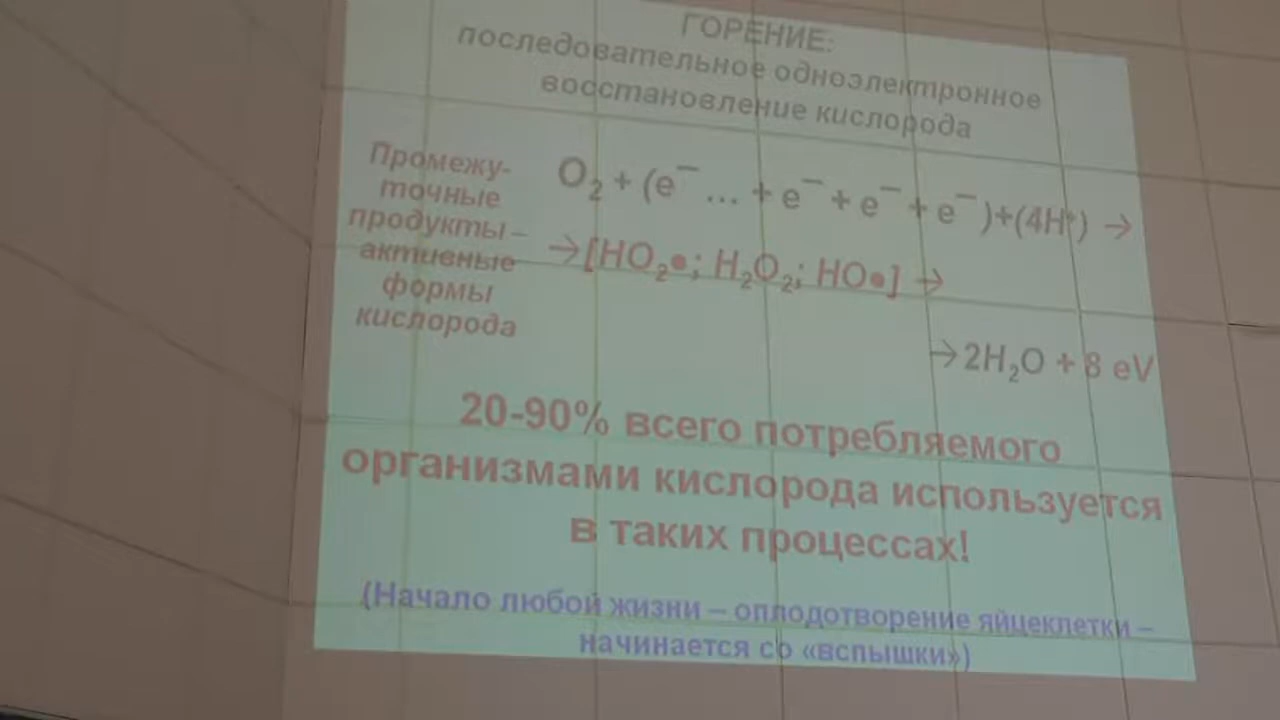 ГОРЕНИЕ:
последовательное одноэлектронное
восстановление кислорода
Промежу-
точные
продукты –
активные
формы
кислорода
O₂ + (e⁻ ... + e⁻ + e⁻ + e⁻)+(4H⁺) →
→[HO₂●; H₂O₂; HO●] →
→2H₂O + 8 eV
20-90% всего потребляемого
организмами кислорода используется
в таких процессах!
(Начало любой жизни – оплодотворение яйцеклетки –
начинается со «вспышки»)